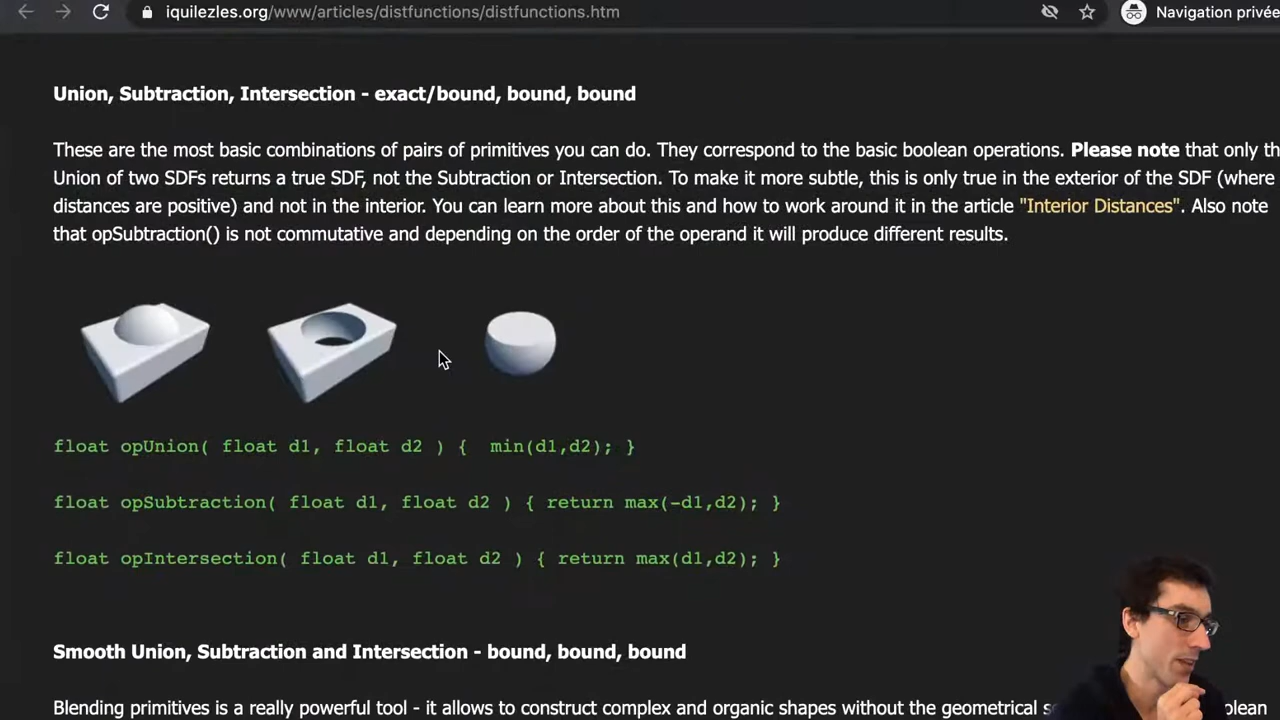 iquilezles.org/www/articles/distfunctions/distfunctions.htm
Navigation privée
Union, Subtraction, Intersection - exact/bound, bound, bound
These are the most basic combinations of pairs of primitives you can do. They correspond to the basic boolean operations. Please note that only th
Union of two SDFs returns a true SDF, not the Subtraction or Intersection. To make it more subtle, this is only true in the exterior of the SDF (where
distances are positive) and not in the interior. You can learn more about this and how to work around it in the article "Interior Distances". Also note
that opSubtraction() is not commutative and depending on the order of the operand it will produce different results.
float opUnion( float d1, float d2 ) {  min(d1,d2); }
float opSubtraction( float d1, float d2 ) { return max(-d1,d2); }
float opIntersection( float d1, float d2 ) { return max(d1,d2); }
Smooth Union, Subtraction and Intersection - bound, bound, bound
Blending primitives is a really powerful tool - it allows to construct complex and organic shapes without the geometrical